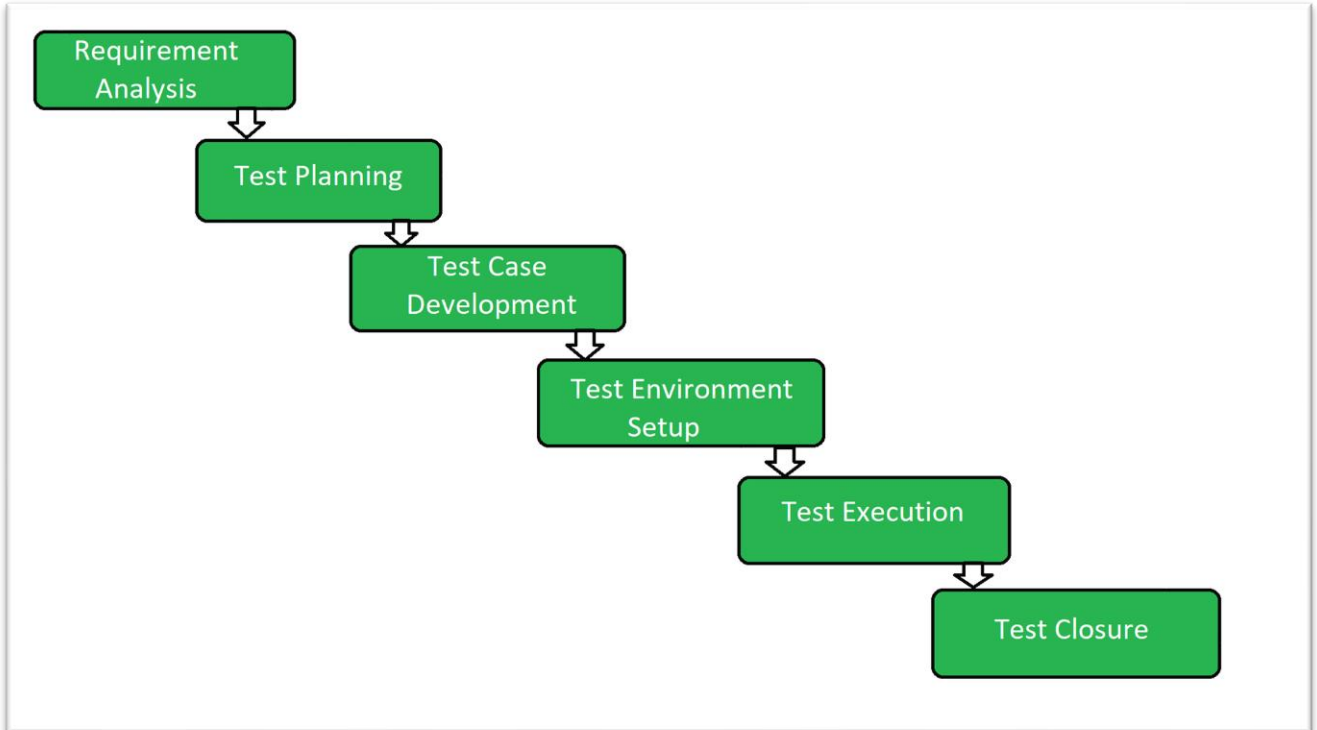 Requirement
Analysis
Test Planning
Test Case
Development
Test Environment
Setup
Test Execution
Test Closure